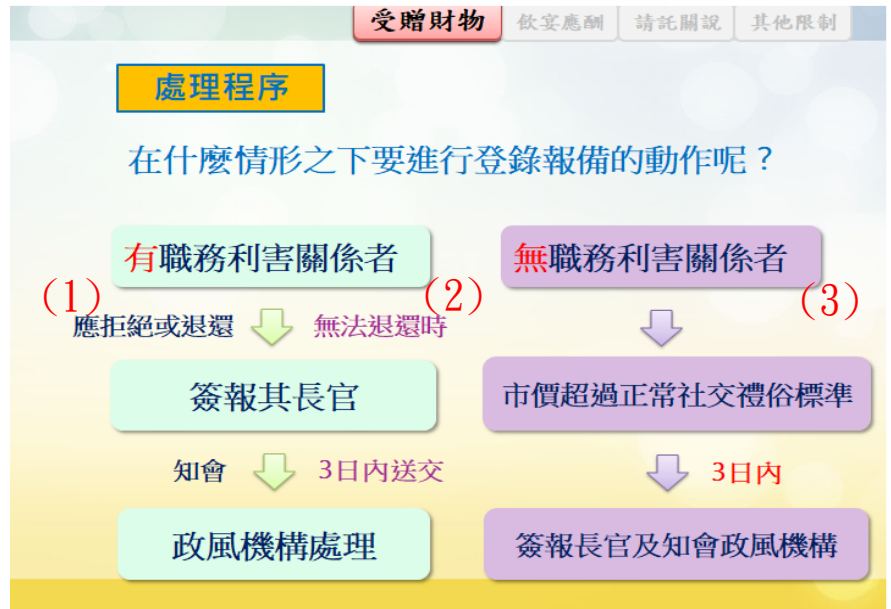 受贈財物 飲宴應酬 請託關說 其他限制
處理程序
在什麼情形之下要進行登錄報備的動作呢？
有職務利害關係者
無職務利害關係者
(1) (2) (3)
應拒絕或退還 無法退還時
簽報其長官
市價超過正常社交禮俗標準
知會 3日內送交
3日內
政風機構處理
簽報長官及知會政風機構